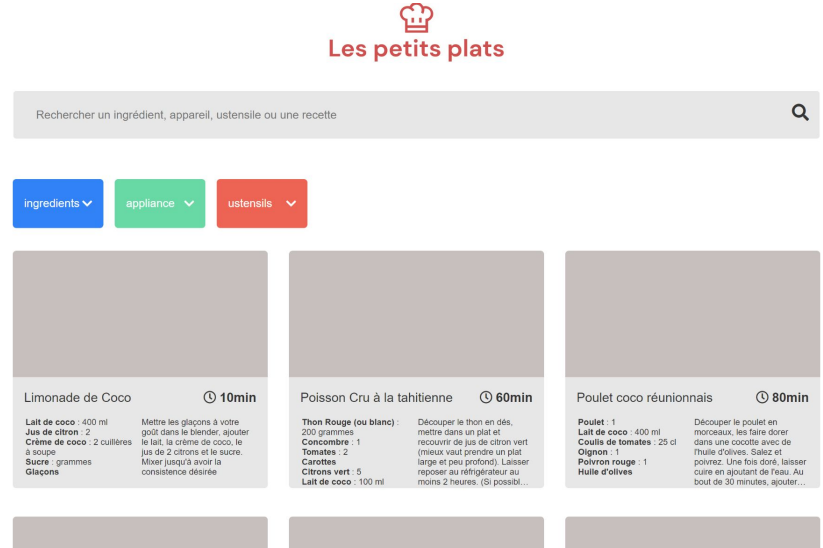 Les petits plats
Rechercher un ingrédient, appareil, ustensile ou une recette
ingredients
appliance
ustensils
Limonade de Coco
10min
Lait de coco : 400 ml
Jus de citron : 2
Crème de coco : 2 cuillères
à soupe
Sucre : grammes
Glaçons
Mettre les glaçons à votre
goût dans le blender, ajouter
le lait, la crème de coco, le
jus de 2 citrons et le sucre.
Mixer jusqu'à avoir la
consistence désirée
Poisson Cru à la tahitienne
60min
Thon Rouge (ou blanc) :
200 grammes
Concombre : 1
Tomates : 2
Carottes
Citrons vert : 5
Lait de coco : 100 ml
Découper le thon en dés,
mettre dans un plat et
recouvrir de jus de citron vert
(mieux vaut prendre un plat
large et peu profond). Laisser
reposer au réfrigérateur au
moins 2 heures. (Si possibl…
Poulet coco réunionnais
80min
Poulet : 1
Lait de coco : 400 ml
Coulis de tomates : 25 cl
Oignon : 1
Poivron rouge : 1
Huile d'olives
Découper le poulet en
morceaux, les faire dorer
dans une cocotte avec de
l'huile d'olives. Salez et
poivrez. Une fois doré, laisser
cuire en ajoutant de l'eau. Au
bout de 30 minutes, ajouter…